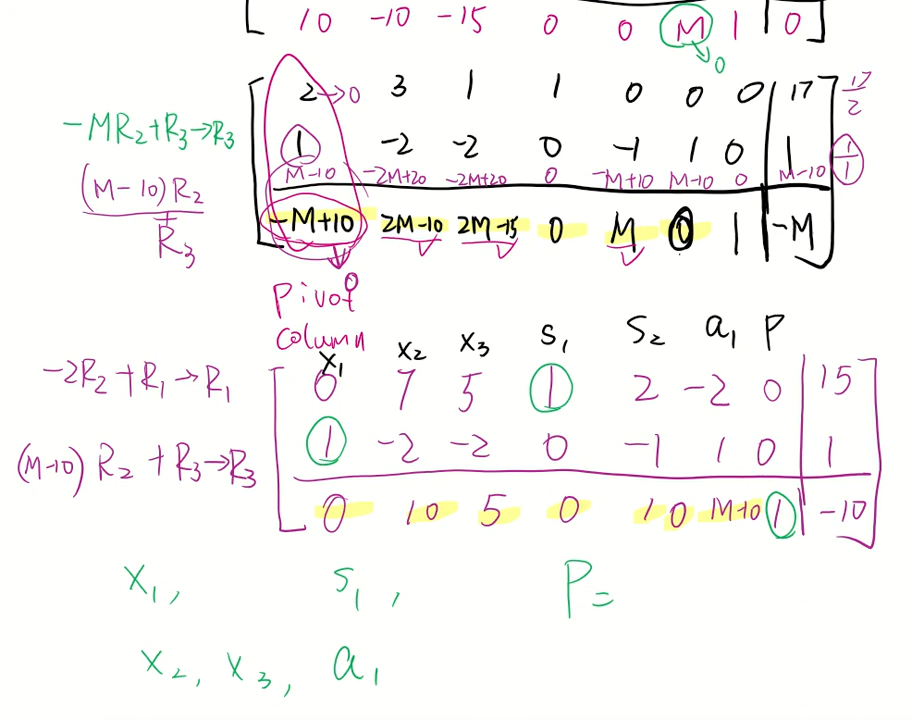 10 -10 -15 0 0 M 1 | 0
→ 0
2→0 3 1 1 0 0 0 | 17 17/2
-MR₂+R₃→R₃ 1 -2 -2 0 -1 1 0 | 1 1/1
(M-10)R₂ M-10 -2M+20 -2M+20 0 -M+10 M-10 0 M-10
+
R₃ -M+10 2M-10 2M-15 0 M 0 1 | -M
0
Pivot
column
x₁ x₂ x₃ S₁ S₂ a₁ P
-2R₂+R₁→R₁ 0 7 5 1 2 -2 0 | 15
(M-10) R₂ + R₃→R₃ 1 -2 -2 0 -1 1 0 | 1
0 10 5 0 10 M-10 1 | -10
x₁, S₁, P=
x₂, x₃, a₁